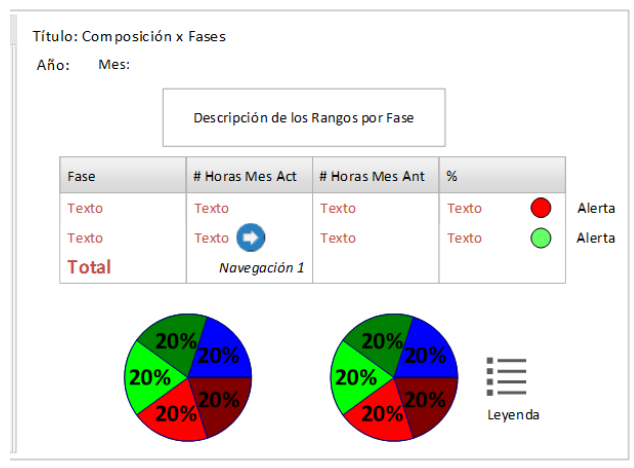 Título: Composición x Fases
Año: Mes:
Descripción de los Rangos por Fase
Fase # Horas Mes Act # Horas Mes Ant %
Texto Texto Texto Texto Alerta
Texto Texto Texto Texto Alerta
Total Navegación 1
20% 20% 20% 20% 20%
20% 20% 20% 20% 20%
Leyenda